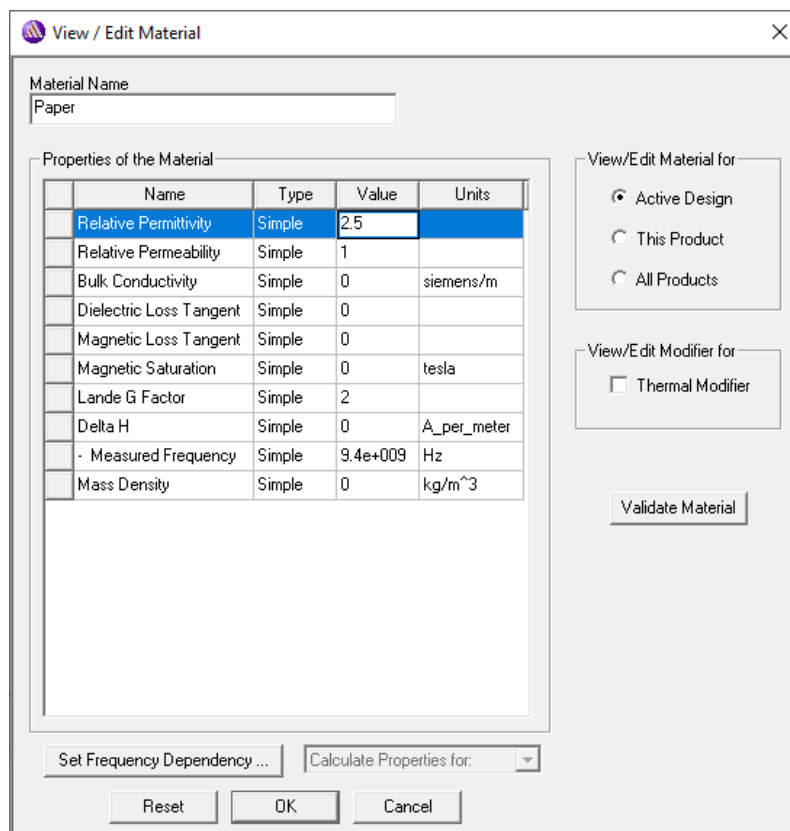 View / Edit Material
Material Name
Paper
Properties of the Material
Name Type Value Units
Relative Permittivity Simple 2.5
Relative Permeability Simple 1
Bulk Conductivity Simple 0 siemens/m
Dielectric Loss Tangent Simple 0
Magnetic Loss Tangent Simple 0
Magnetic Saturation Simple 0 tesla
Lande G Factor Simple 2
Delta H Simple 0 A_per_meter
- Measured Frequency Simple 9.4e+009 Hz
Mass Density Simple 0 kg/m^3
View/Edit Material for
Active Design
This Product
All Products
View/Edit Modifier for
Thermal Modifier
Validate Material
Set Frequency Dependency ... Calculate Properties for:
Reset OK Cancel